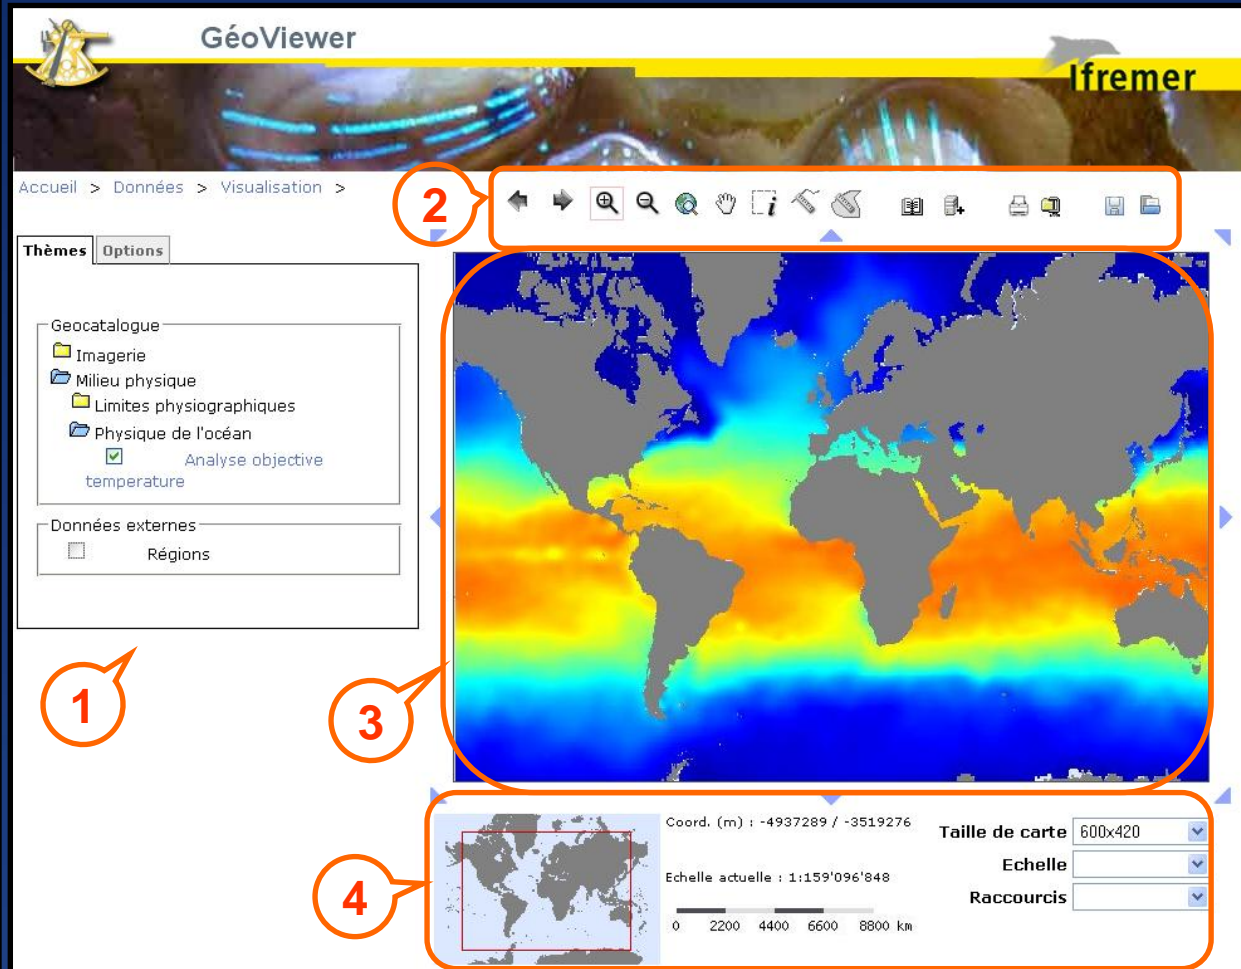 GéoViewer
Ifremer
Accueil > Données > Visualisation >
2
Thèmes Options
Geocatalogue
Imagerie
Milieu physique
Limites physiographiques
Physique de l'océan
Analyse objective
temperature
Données externes
Régions
1
3
4
Coord. (m) : -4937289 / -3519276
Echelle actuelle : 1:159'096'848
0 2200 4400 6600 8800 km
Taille de carte 600x420
Echelle
Raccourcis